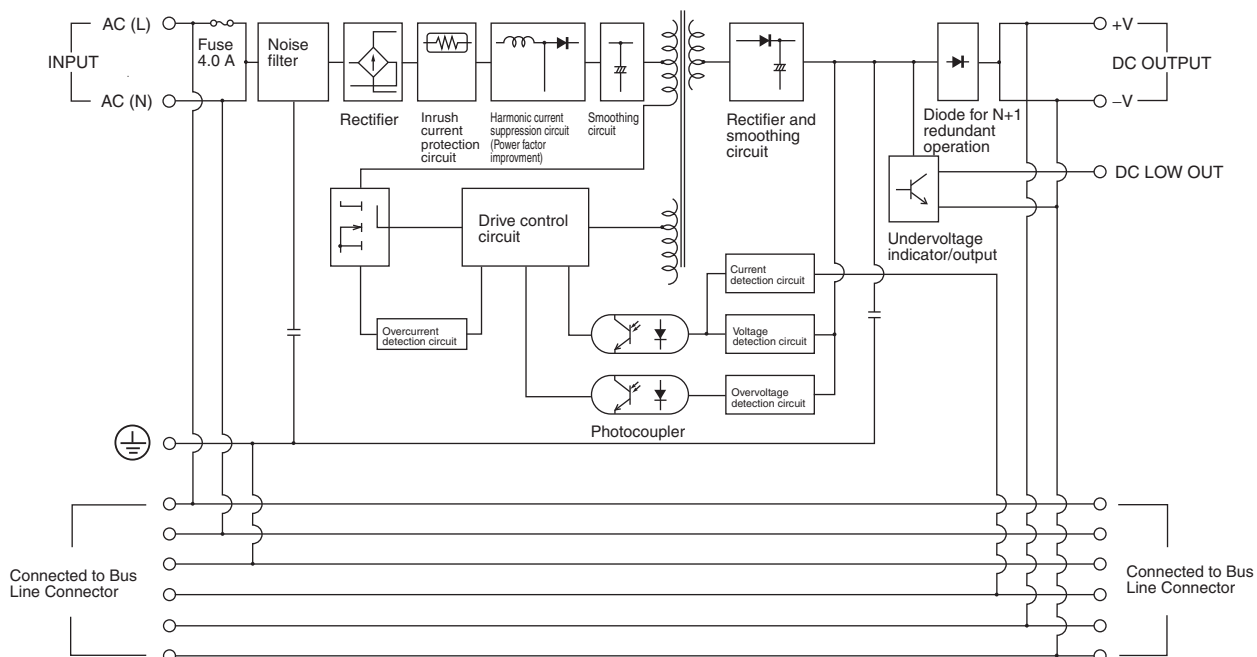 AC (L)
INPUT
AC (N)
Fuse
4.0 A
Noise
filter
Rectifier
Inrush
current
protection
circuit
Harmonic current
suppression circuit
(Power factor
improvment)
Smoothing
circuit
Rectifier and
smoothing
circuit
Diode for N+1
redundant
operation
+V
DC OUTPUT
–V
DC LOW OUT
Undervoltage
indicator/output
Drive control
circuit
Overcurrent
detection circuit
Current
detection circuit
Voltage
detection circuit
Overvoltage
detection circuit
Photocoupler
Connected to Bus
Line Connector
Connected to Bus
Line Connector